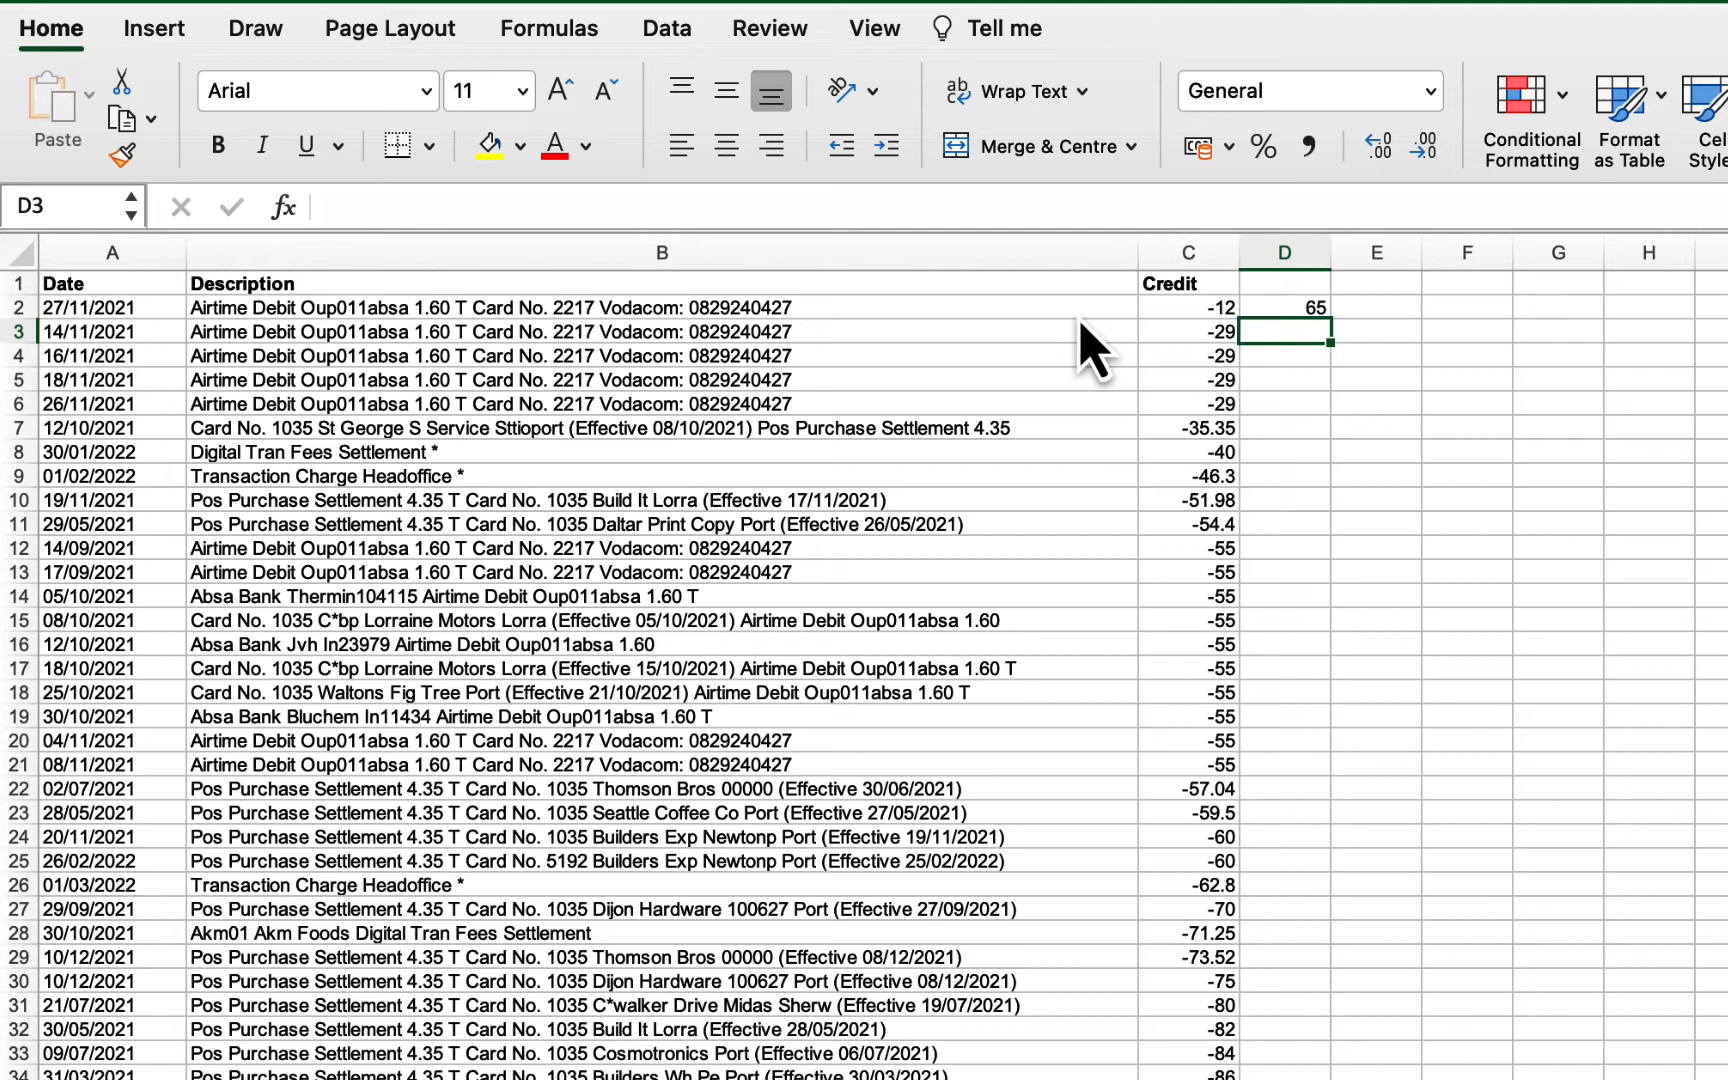 Home Insert Draw Page Layout Formulas Data Review View Tell me
Paste Arial 11 Wrap Text General
B I U Merge & Centre % Conditional Formatting Format as Table
D3 fx
A B C D E F G H
1 Date Description Credit
2 27/11/2021 Airtime Debit Oup011absa 1.60 T Card No. 2217 Vodacom: 0829240427 -12 65
3 14/11/2021 Airtime Debit Oup011absa 1.60 T Card No. 2217 Vodacom: 0829240427 -29
4 16/11/2021 Airtime Debit Oup011absa 1.60 T Card No. 2217 Vodacom: 0829240427 -29
5 18/11/2021 Airtime Debit Oup011absa 1.60 T Card No. 2217 Vodacom: 0829240427 -29
6 26/11/2021 Airtime Debit Oup011absa 1.60 T Card No. 2217 Vodacom: 0829240427 -29
7 12/10/2021 Card No. 1035 St George S Service Sttioport (Effective 08/10/2021) Pos Purchase Settlement 4.35 -35.35
8 30/01/2022 Digital Tran Fees Settlement * -40
9 01/02/2022 Transaction Charge Headoffice * -46.3
10 19/11/2021 Pos Purchase Settlement 4.35 T Card No. 1035 Build It Lorra (Effective 17/11/2021) -51.98
11 29/05/2021 Pos Purchase Settlement 4.35 T Card No. 1035 Daltar Print Copy Port (Effective 26/05/2021) -54.4
12 14/09/2021 Airtime Debit Oup011absa 1.60 T Card No. 2217 Vodacom: 0829240427 -55
13 17/09/2021 Airtime Debit Oup011absa 1.60 T Card No. 2217 Vodacom: 0829240427 -55
14 05/10/2021 Absa Bank Thermin104115 Airtime Debit Oup011absa 1.60 T -55
15 08/10/2021 Card No. 1035 C*bp Lorraine Motors Lorra (Effective 05/10/2021) Airtime Debit Oup011absa 1.60 -55
16 12/10/2021 Absa Bank Jvh In23979 Airtime Debit Oup011absa 1.60 -55
17 18/10/2021 Card No. 1035 C*bp Lorraine Motors Lorra (Effective 15/10/2021) Airtime Debit Oup011absa 1.60 T -55
18 25/10/2021 Card No. 1035 Waltons Fig Tree Port (Effective 21/10/2021) Airtime Debit Oup011absa 1.60 T -55
19 30/10/2021 Absa Bank Bluchem In11434 Airtime Debit Oup011absa 1.60 T -55
20 04/11/2021 Airtime Debit Oup011absa 1.60 T Card No. 2217 Vodacom: 0829240427 -55
21 08/11/2021 Airtime Debit Oup011absa 1.60 T Card No. 2217 Vodacom: 0829240427 -55
22 02/07/2021 Pos Purchase Settlement 4.35 T Card No. 1035 Thomson Bros 00000 (Effective 30/06/2021) -57.04
23 28/05/2021 Pos Purchase Settlement 4.35 T Card No. 1035 Seattle Coffee Co Port (Effective 27/05/2021) -59.5
24 20/11/2021 Pos Purchase Settlement 4.35 T Card No. 1035 Builders Exp Newtonp Port (Effective 19/11/2021) -60
25 26/02/2022 Pos Purchase Settlement 4.35 T Card No. 5192 Builders Exp Newtonp Port (Effective 25/02/2022) -60
26 01/03/2022 Transaction Charge Headoffice * -62.8
27 29/09/2021 Pos Purchase Settlement 4.35 T Card No. 1035 Dijon Hardware 100627 Port (Effective 27/09/2021) -70
28 30/10/2021 Akm01 Akm Foods Digital Tran Fees Settlement -71.25
29 10/12/2021 Pos Purchase Settlement 4.35 T Card No. 1035 Thomson Bros 00000 (Effective 08/12/2021) -73.52
30 10/12/2021 Pos Purchase Settlement 4.35 T Card No. 1035 Dijon Hardware 100627 Port (Effective 08/12/2021) -75
31 21/07/2021 Pos Purchase Settlement 4.35 T Card No. 1035 C*walker Drive Midas Sherw (Effective 19/07/2021) -80
32 30/05/2021 Pos Purchase Settlement 4.35 T Card No. 1035 Build It Lorra (Effective 28/05/2021) -82
33 09/07/2021 Pos Purchase Settlement 4.35 T Card No. 1035 Cosmotronics Port (Effective 06/07/2021) -84
34 31/03/2021 Pos Purchase Settlement 4.35 T Card No. 1035 Builders Wh Pe Port (Effective 30/03/2021) -86